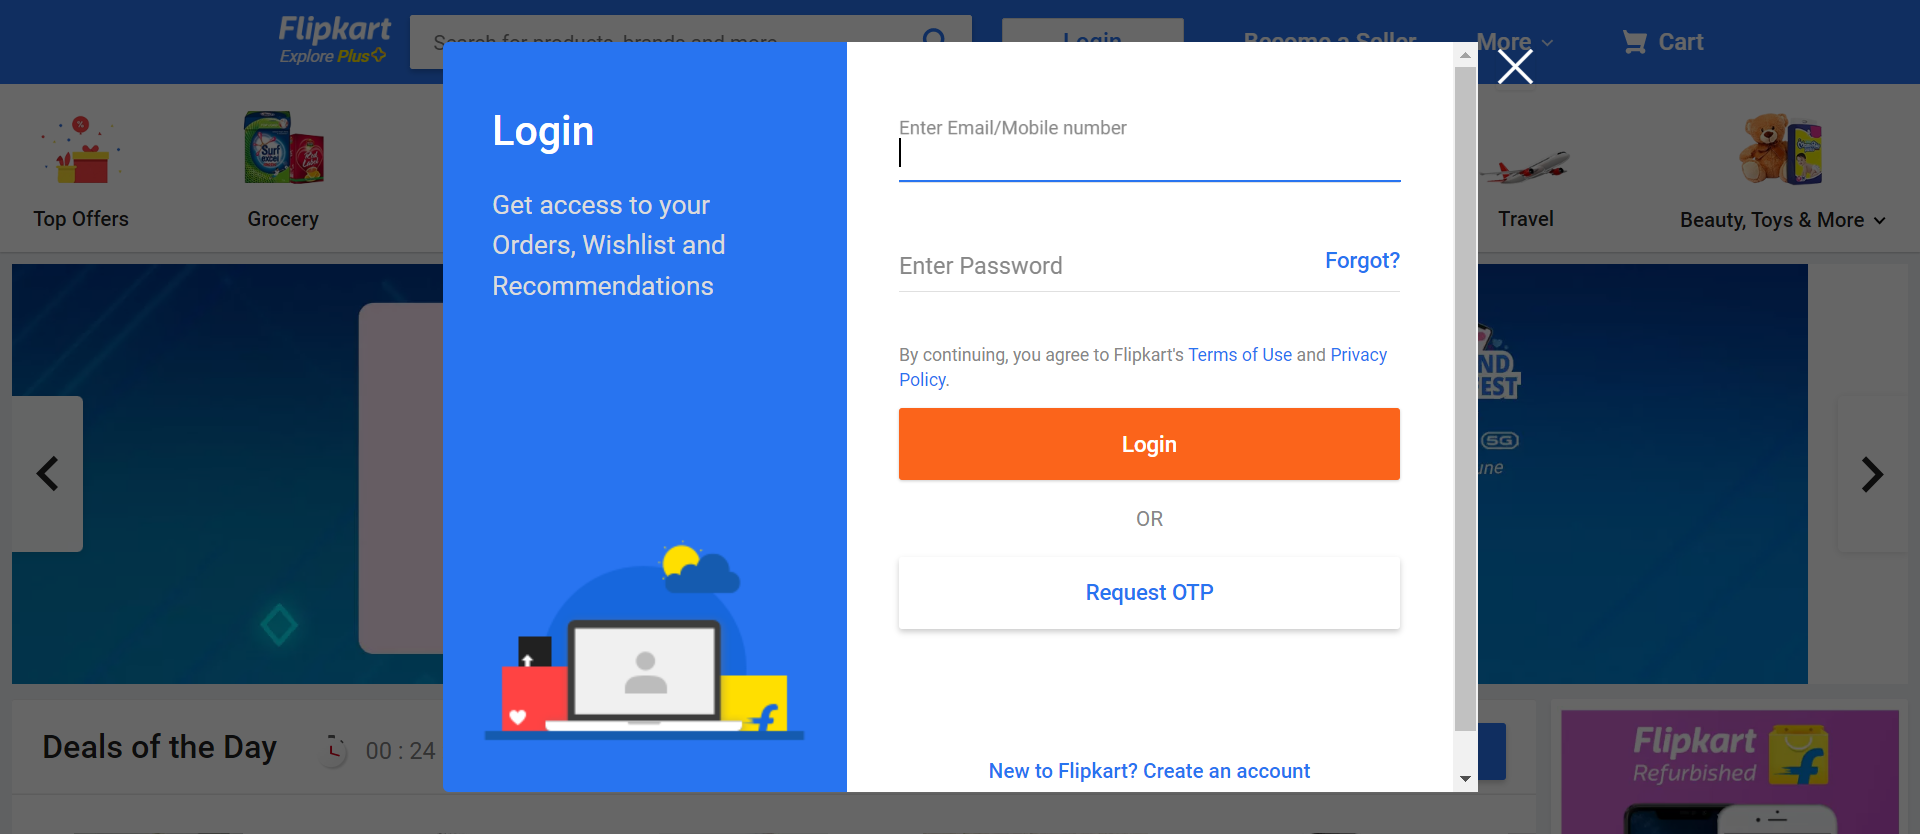 Flipkart
Explore Plus
Search for products, brands and more
Login
Become a Seller
More
Cart
Top Offers
Grocery
Travel
Beauty, Toys & More
Login
Get access to your
Orders, Wishlist and
Recommendations
Enter Email/Mobile number
Enter Password
Forgot?
By continuing, you agree to Flipkart's Terms of Use and Privacy
Policy.
Login
OR
Request OTP
New to Flipkart? Create an account
5G
Deals of the Day
00 : 24
Flipkart
Refurbished